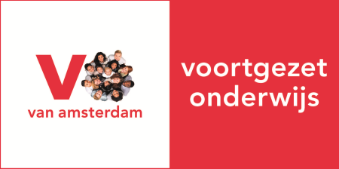 v
van amsterdam
voortgezet
onderwijs